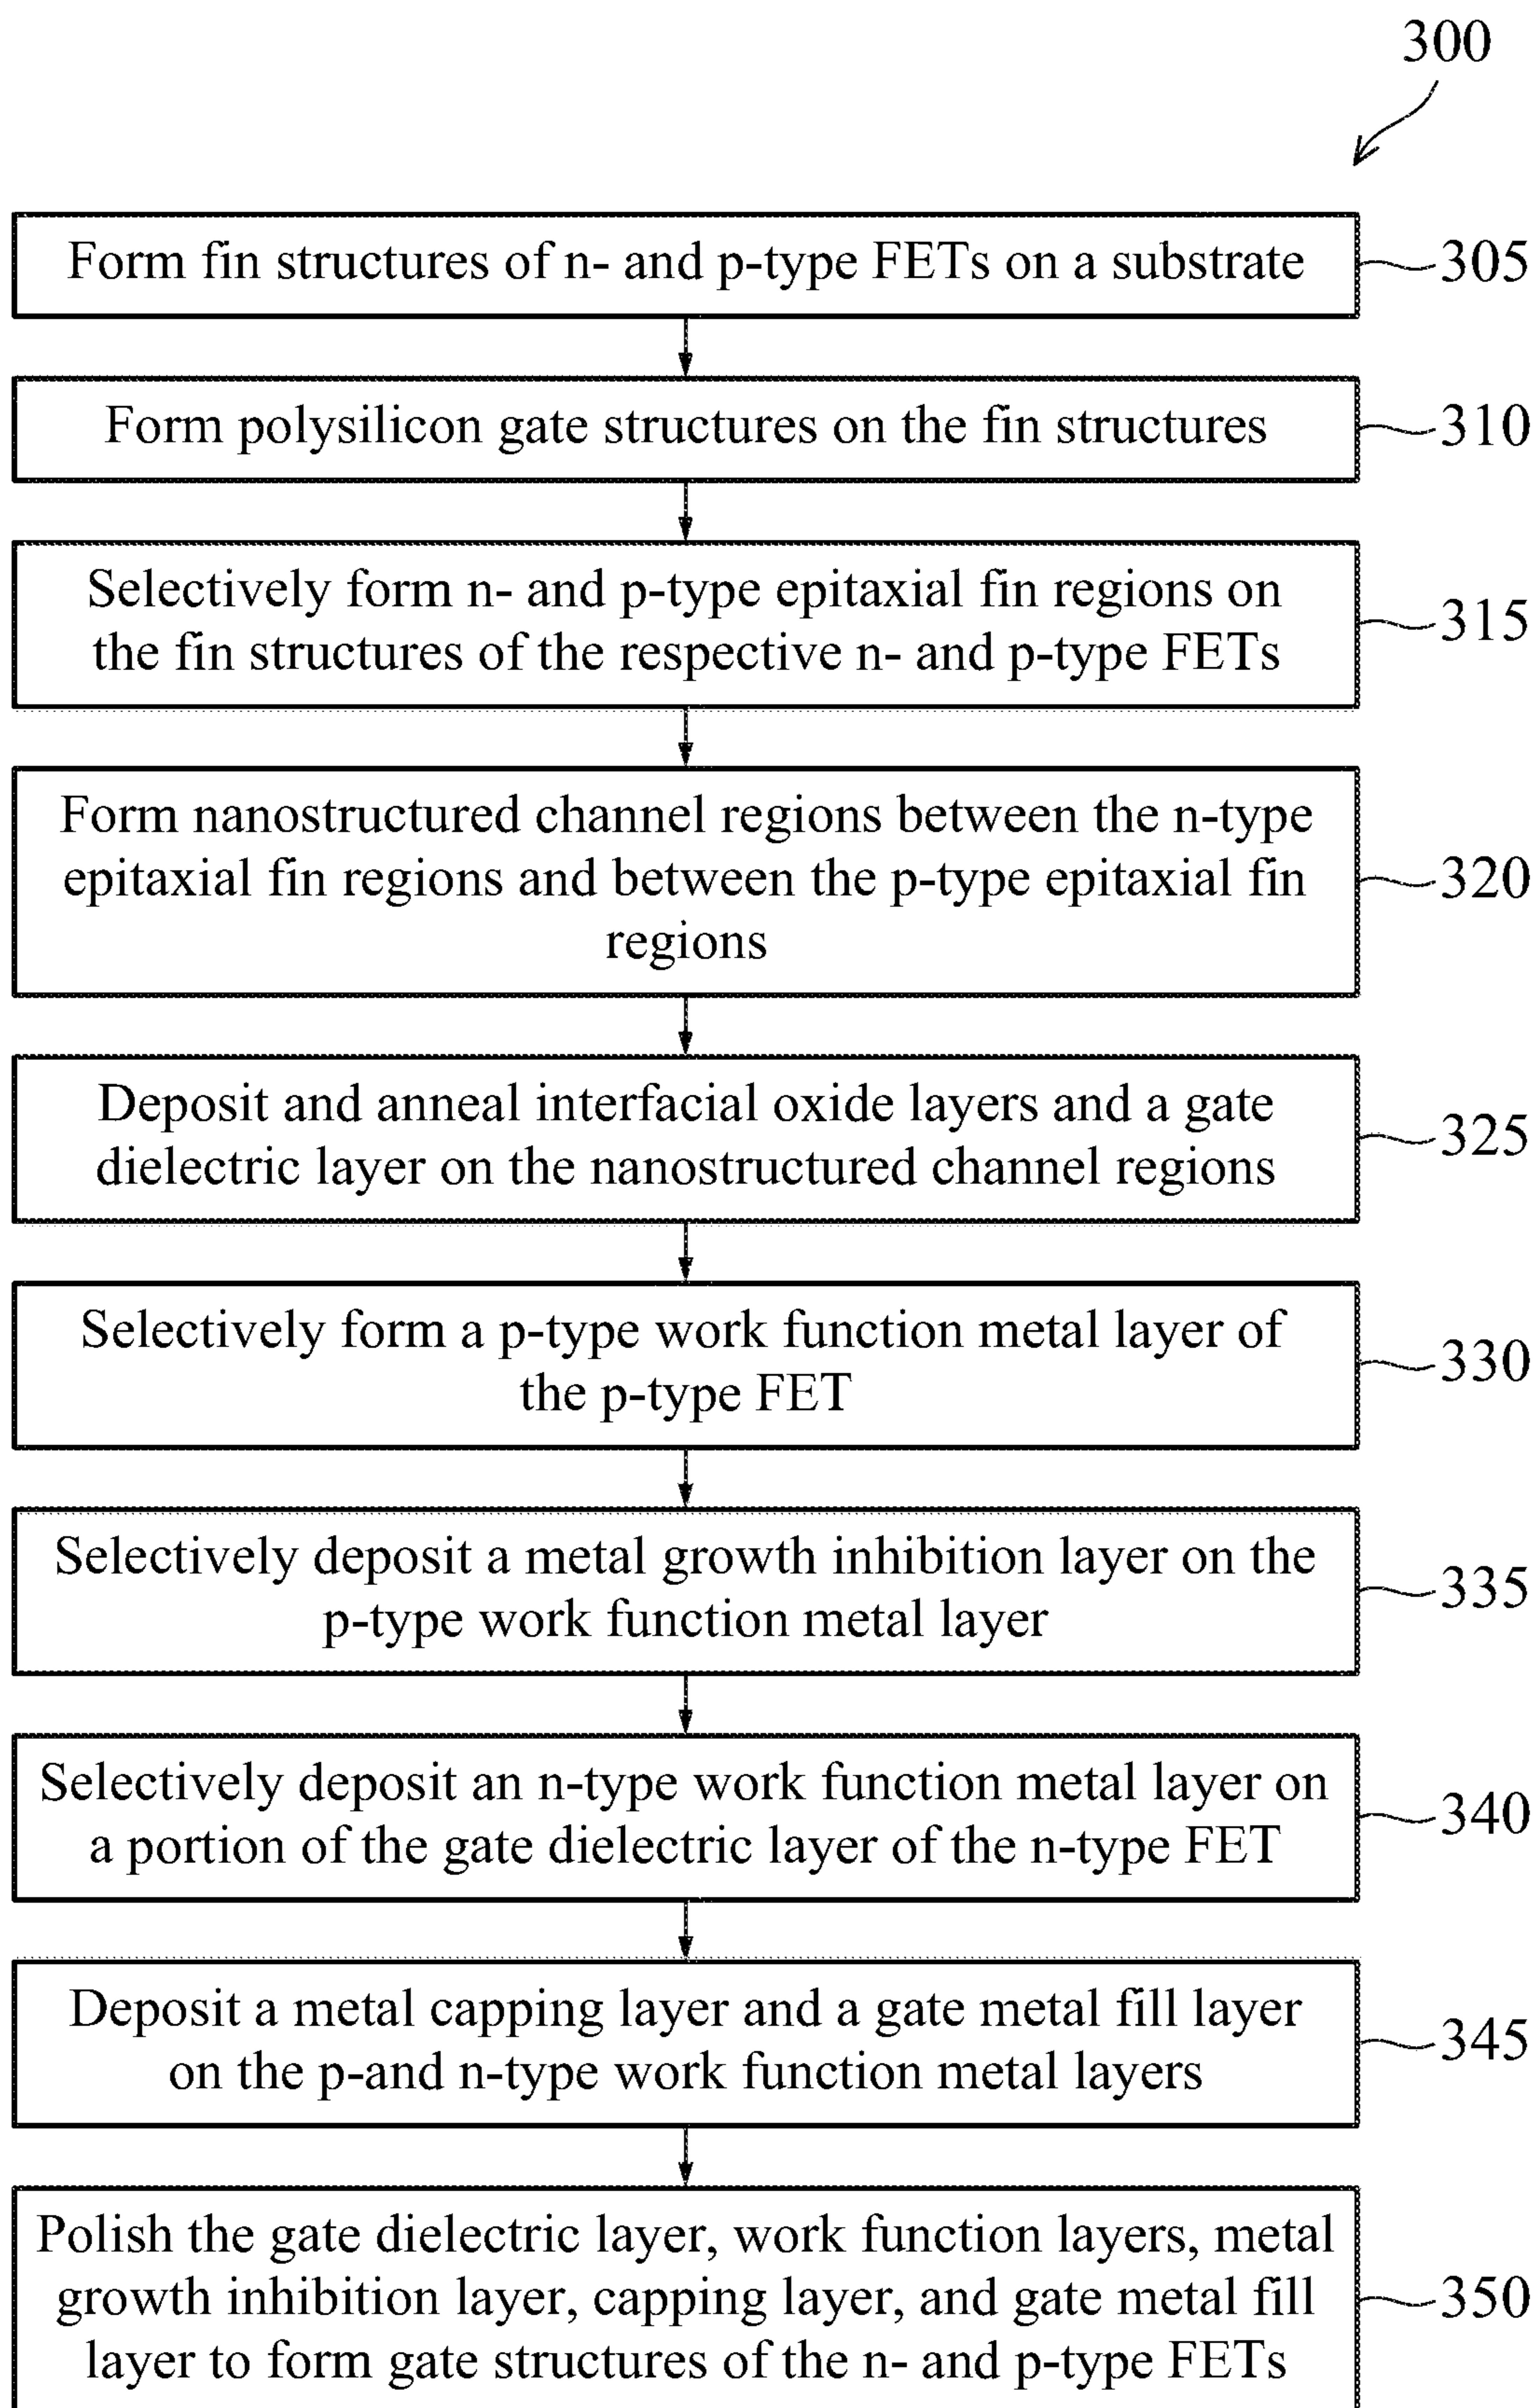 300
Form fin structures of n- and p-type FETs on a substrate
305
Form polysilicon gate structures on the fin structures
310
Selectively form n- and p-type epitaxial fin regions on
the fin structures of the respective n- and p-type FETs
315
Form nanostructured channel regions between the n-type
epitaxial fin regions and between the p-type epitaxial fin
regions
320
Deposit and anneal interfacial oxide layers and a gate
dielectric layer on the nanostructured channel regions
325
Selectively form a p-type work function metal layer of
the p-type FET
330
Selectively deposit a metal growth inhibition layer on the
p-type work function metal layer
335
Selectively deposit an n-type work function metal layer on
a portion of the gate dielectric layer of the n-type FET
340
Deposit a metal capping layer and a gate metal fill layer
on the p-and n-type work function metal layers
345
Polish the gate dielectric layer, work function layers, metal
growth inhibition layer, capping layer, and gate metal fill
layer to form gate structures of the n- and p-type FETs
350